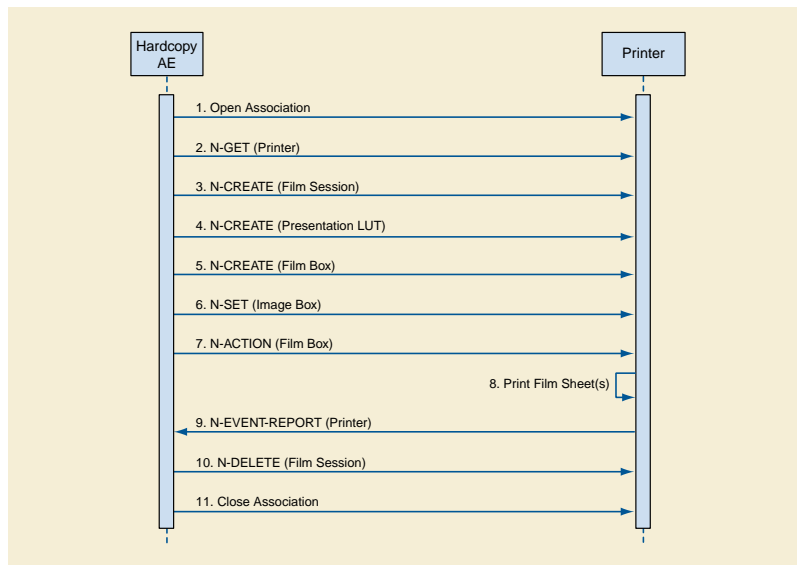 Hardcopy
AE
Printer
1. Open Association
2. N-GET (Printer)
3. N-CREATE (Film Session)
4. N-CREATE (Presentation LUT)
5. N-CREATE (Film Box)
6. N-SET (Image Box)
7. N-ACTION (Film Box)
8. Print Film Sheet(s)
9. N-EVENT-REPORT (Printer)
10. N-DELETE (Film Session)
11. Close Association